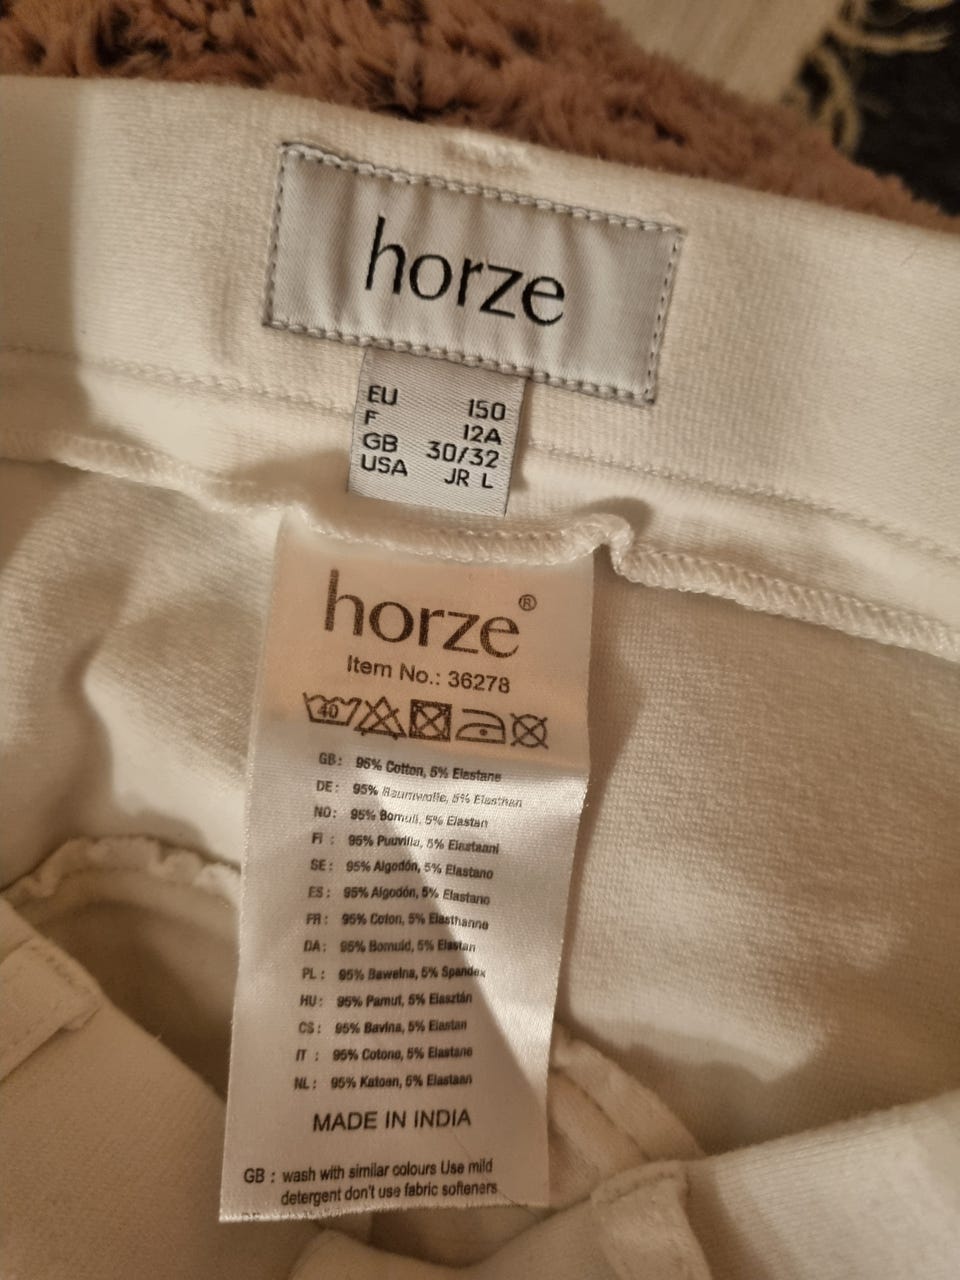 horze
EU 150
F 12A
GB 30/32
USA JR L
horze®
Item No.: 36278
40
GB: 95% Cotton, 5% Elastane
DE: 95% Baumwolle, 5% Elasthan
NO: 95% Bomull, 5% Elastan
FI : 95% Puuvilla, 5% Elastaani
SE: 95% Algodón, 5% Elastano
ES: 95% Algodón, 5% Elastano
FR: 95% Coton, 5% Elasthanne
DA: 95% Bomuld, 5% Elastan
PL : 95% Bawelna, 5% Spandex
HU: 95% Pamut, 5% Elasztán
CS : 95% Bavlna, 5% Elastan
IT : 95% Cotone, 5% Elastane
NL : 95% Katoen, 5% Elastaan
MADE IN INDIA
GB : wash with similar colours Use mild
detergent don't use fabric softeners